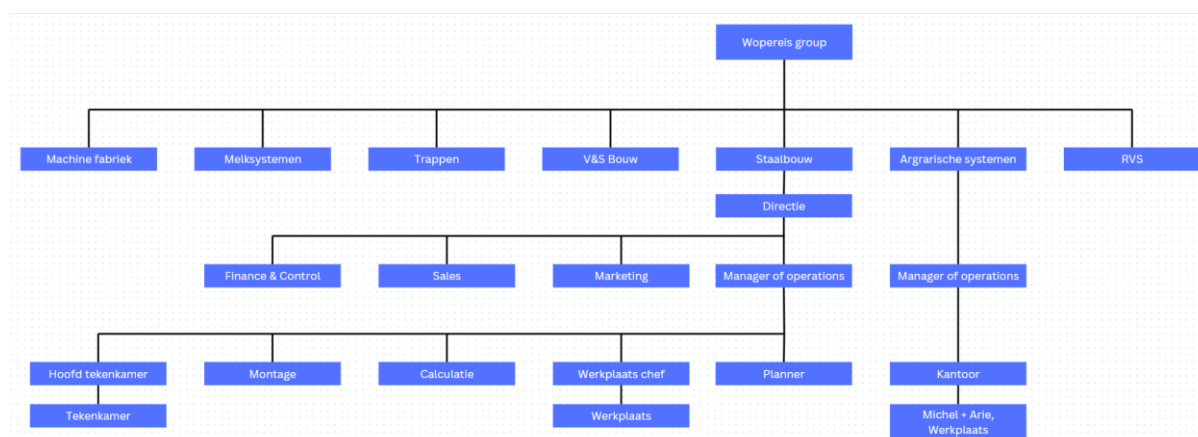 Wopereis group
Machine fabriek
Melksystemen
Trappen
V&S Bouw
Staalbouw
Argrarische systemen
RVS
Directie
Finance & Control
Sales
Marketing
Manager of operations
Manager of operations
Hoofd tekenkamer
Montage
Calculatie
Werkplaats chef
Planner
Kantoor
Tekenkamer
Werkplaats
Michel + Arie,
Werkplaats